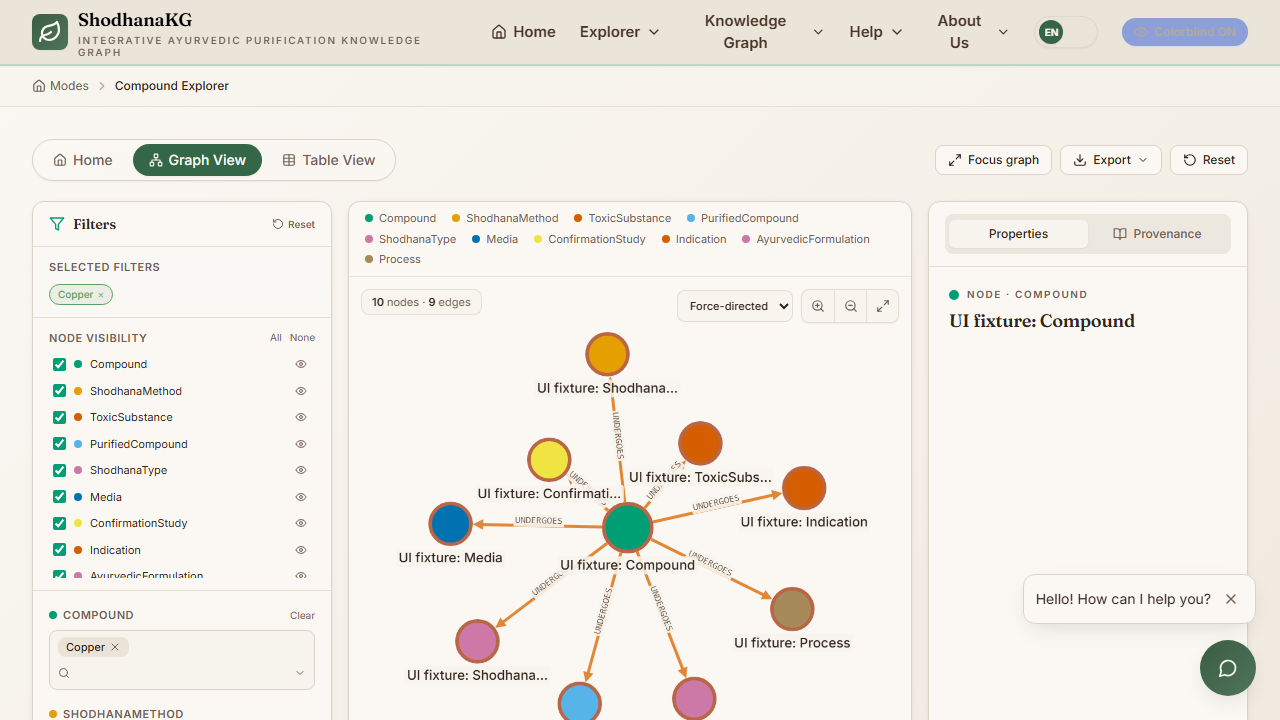 ShodhanaKG
INTEGRATIVE AYURVEDIC PURIFICATION KNOWLEDGE
GRAPH
Home
Explorer
Knowledge
Graph
Help
About
Us
EN
Colorblind ON
Modes
Compound Explorer
Home
Graph View
Table View
Focus graph
Export
Reset
Filters
Reset
SELECTED FILTERS
Copper ×
NODE VISIBILITY
All None
Compound
ShodhanaMethod
ToxicSubstance
PurifiedCompound
ShodhanaType
Media
ConfirmationStudy
Indication
AyurvedicFormulation
COMPOUND
Clear
Copper
SHODHANAMETHOD
Compound ShodhanaMethod ToxicSubstance PurifiedCompound
ShodhanaType Media ConfirmationStudy Indication AyurvedicFormulation
Process
10 nodes · 9 edges
Force-directed
UI fixture: Shodhana...
UNDERGOES
UI fixture: ToxicSubs...
UI fixture: Confirmati...
UNDERGOES
UI fixture: Indication
UNDERGOES
UI fixture: Media
UI fixture: Compound
UNDERGOES
UNDERGOES
UNDERGOES
UI fixture: Process
UI fixture: Shodhana...
Properties
Provenance
NODE · COMPOUND
UI fixture: Compound
Hello! How can I help you?